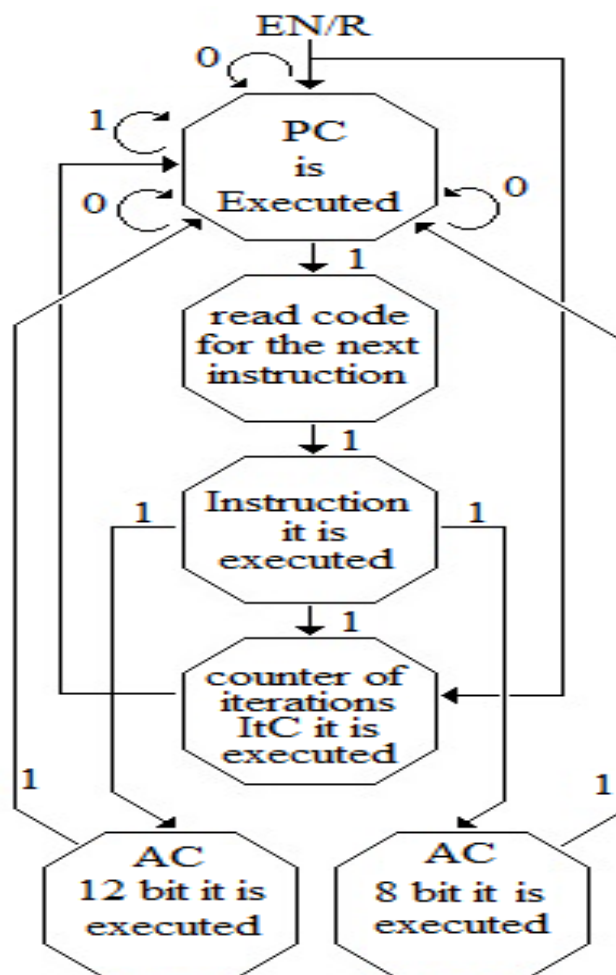 EN/R
0
1
PC
is
Executed
0
0
1
read code
for the next
instruction
1
Instruction
it is
executed
1
1
1
counter of
iterations
ItC it is
executed
1
1
AC
12 bit it is
executed
AC
8 bit it is
executed